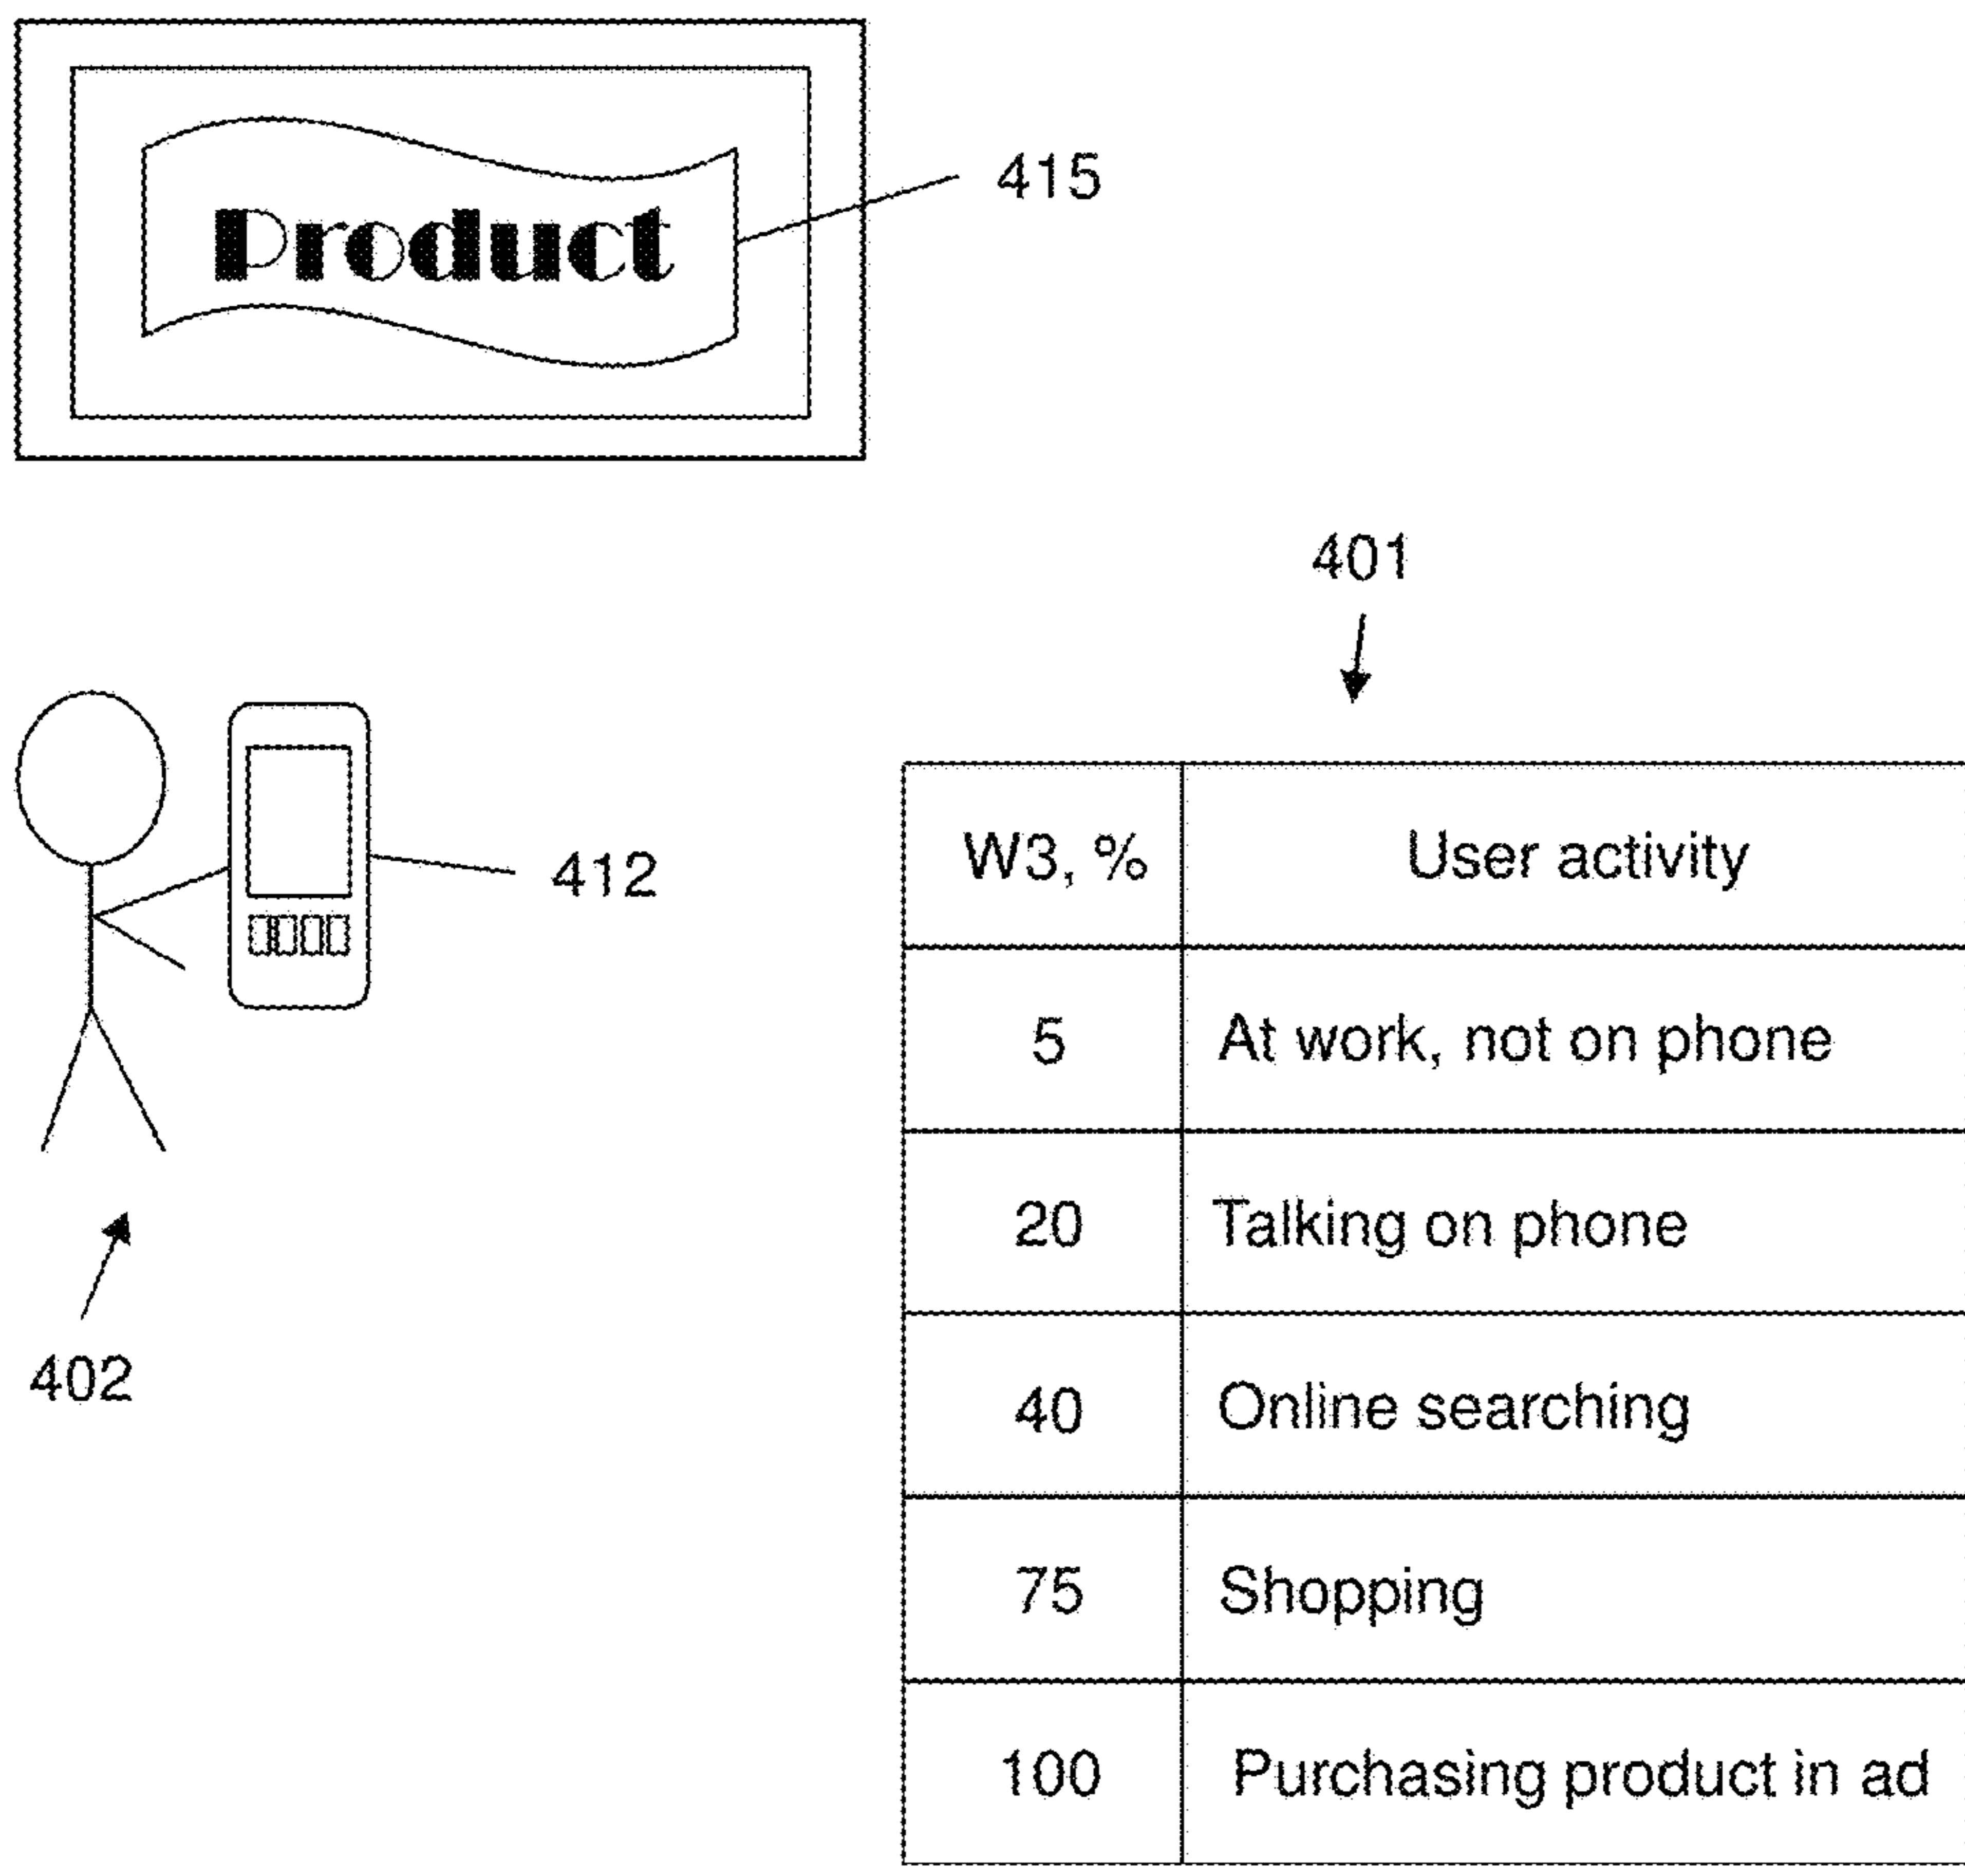 Product
415
401
412
402
W3, % User activity
5 At work, not on phone
20 Talking on phone
40 Online searching
75 Shopping
100 Purchasing product in ad